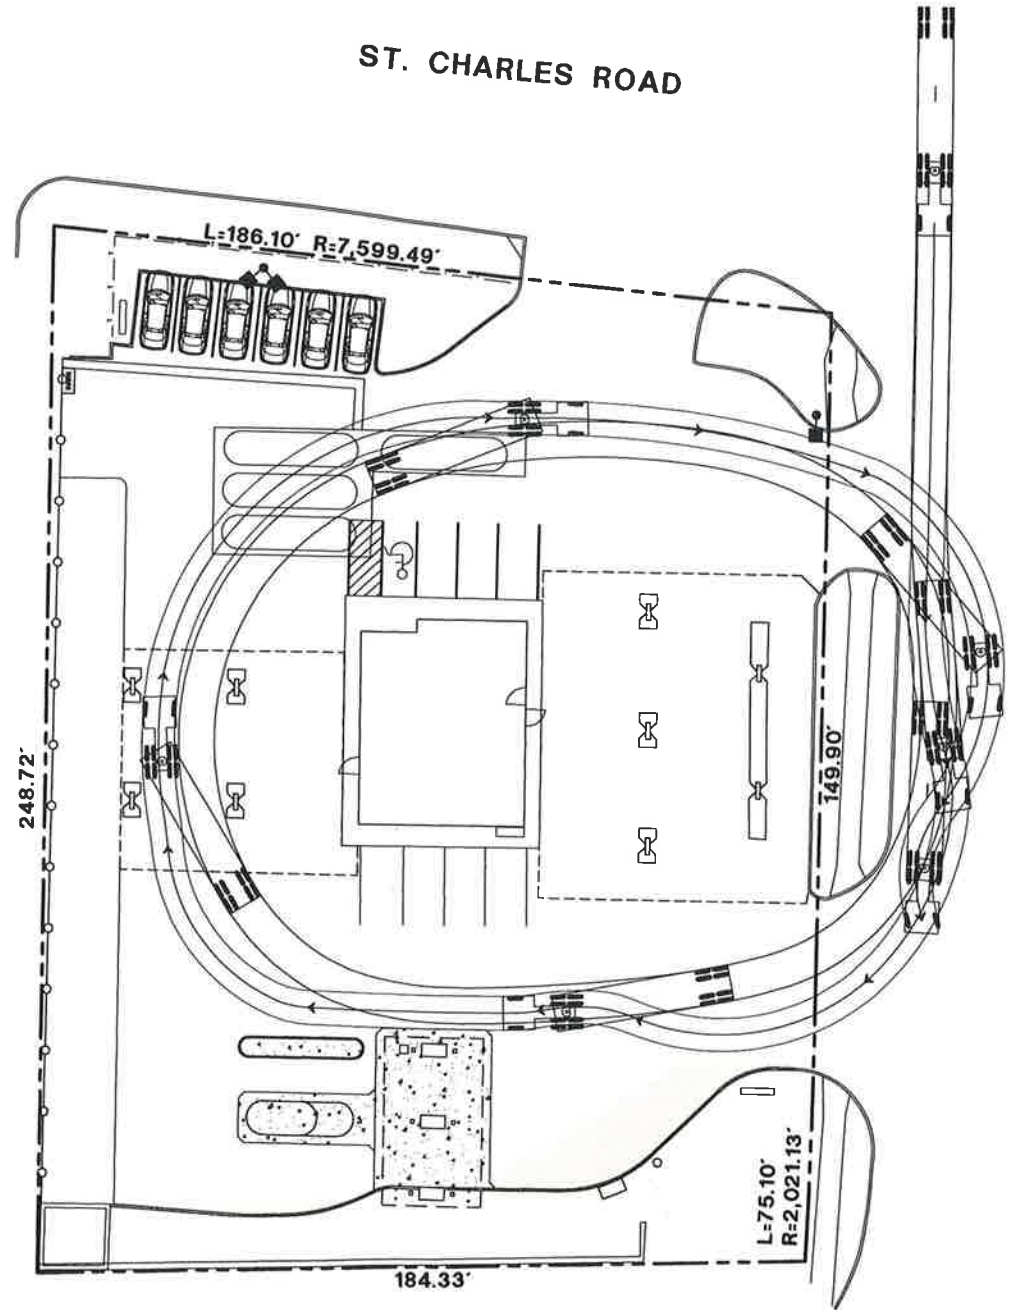 ST. CHARLES ROAD
L=186.10' R=7,599.49'
248.72'
149.90'
L=75.10'
R=2,021.13'
184.33'